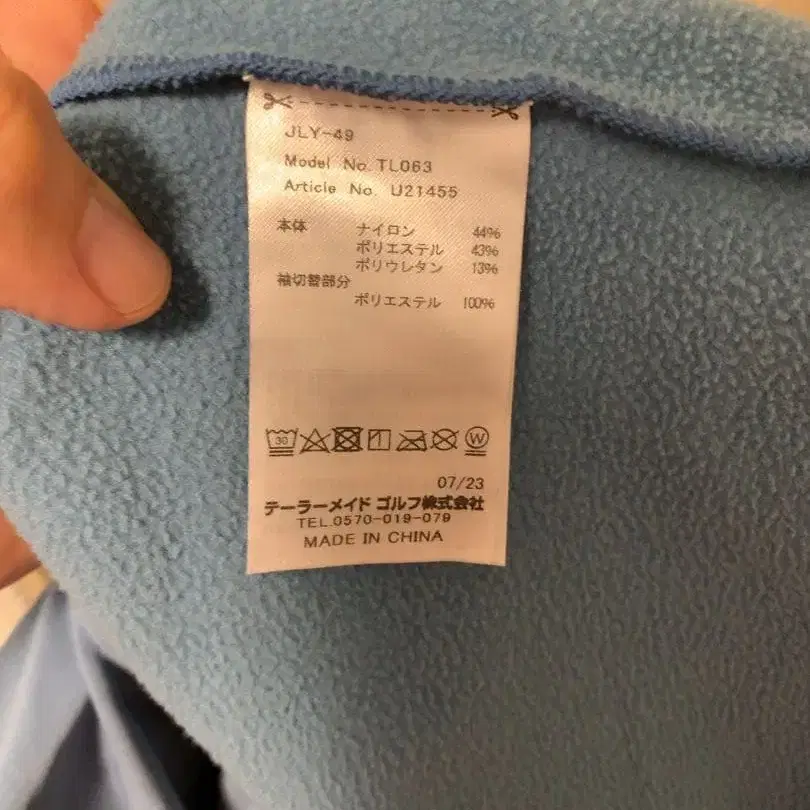 JLY-49
Model No. TL063
Article No. U21455
本体 ナイロン 44%
ポリエステル 43%
ポリウレタン 13%
袖切替部分
ポリエステル 100%
30 W
07/23
テーラーメイド ゴルフ株式会社
TEL.0570-019-079
MADE IN CHINA